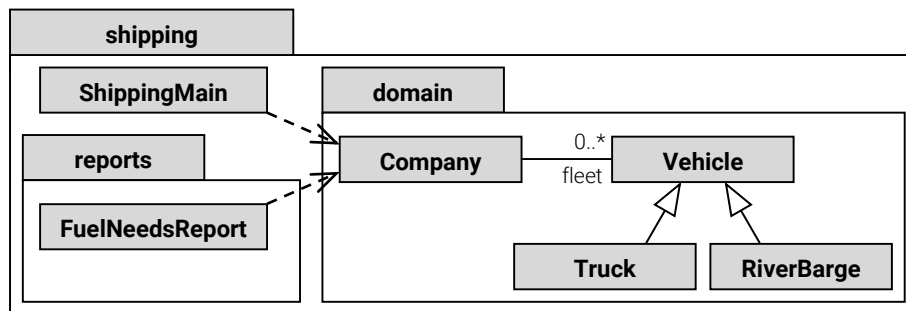 shipping
ShippingMain
domain
reports
Company
0..*
fleet
Vehicle
FuelNeedsReport
Truck
RiverBarge